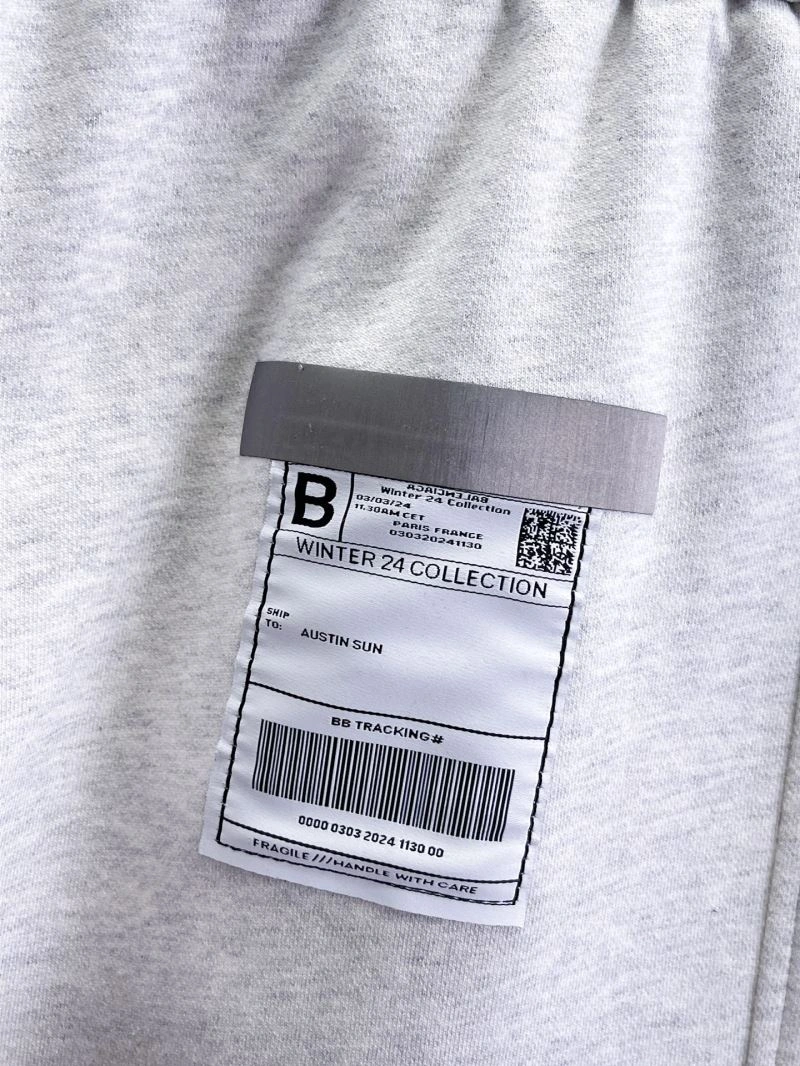 B
Winter 24 Collection
03/03/24
11.30AM CET
PARIS FRANCE
030320241130
WINTER 24 COLLECTION
SHIP
TO:
AUSTIN SUN
BB TRACKING#
0000 0303 2024 1130 00
FRAGILE///HANDLE WITH CARE